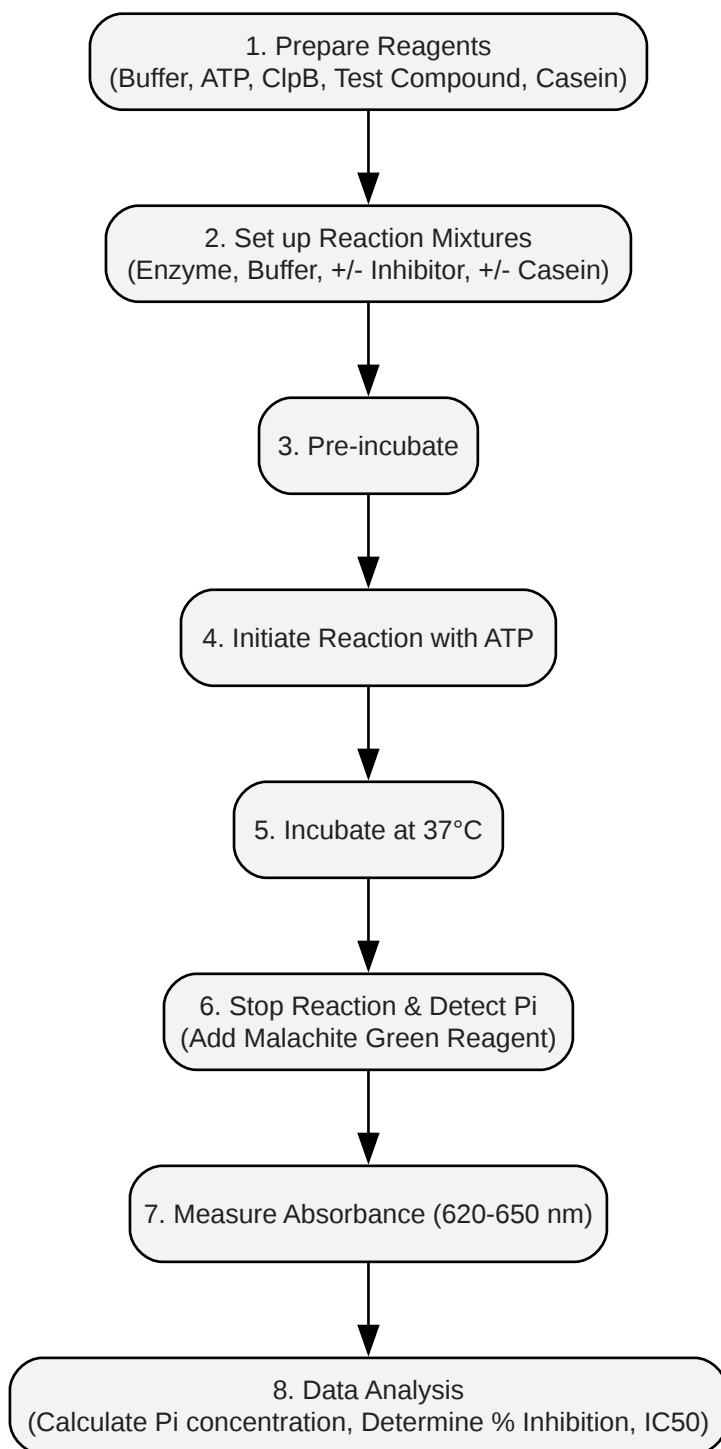 1. Prepare Reagents
(Buffer, ATP, ClpB, Test Compound, Casein)
2. Set up Reaction Mixtures
(Enzyme, Buffer, +/- Inhibitor, +/- Casein)
3. Pre-incubate
4. Initiate Reaction with ATP
5. Incubate at 37°C
6. Stop Reaction & Detect Pi
(Add Malachite Green Reagent)
7. Measure Absorbance (620-650 nm)
8. Data Analysis
(Calculate Pi concentration, Determine % Inhibition, IC50)